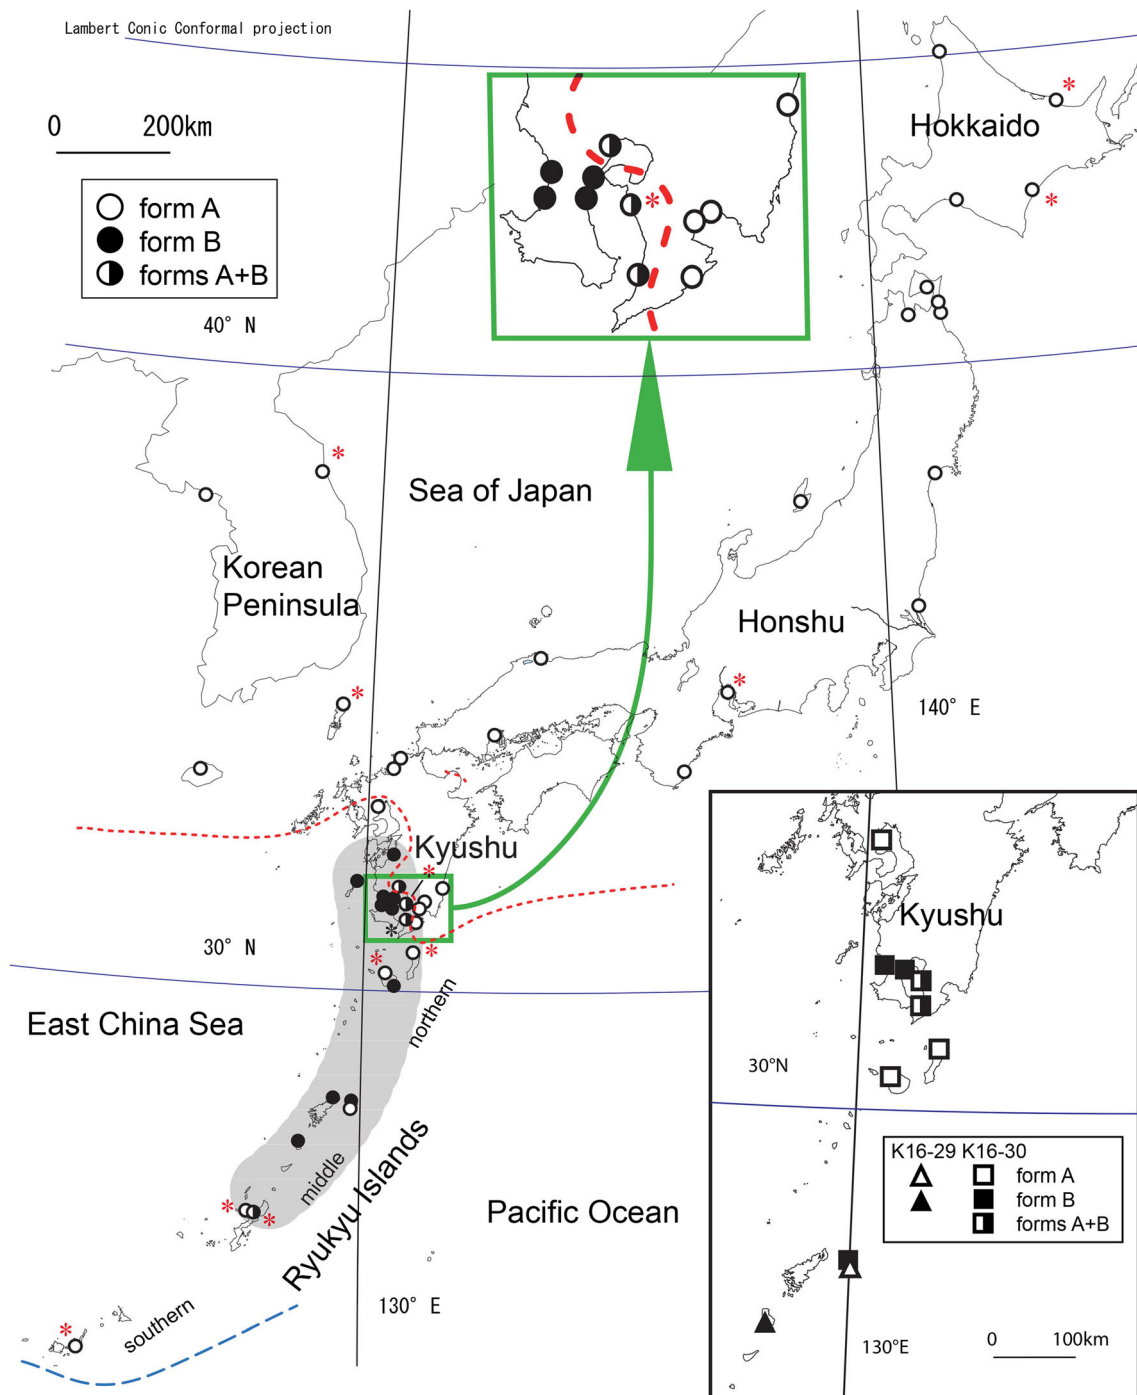 Lambert Conic Conformal projection
0 200km
form A
form B
forms A+B
Hokkaido
40° N
Sea of Japan
Korean
Peninsula
Honshu
140° E
Kyushu
30° N
East China Sea
northern
middle
Ryukyu Islands
southern
Pacific Ocean
130° E
Kyushu
30°N
K16-29 K16-30
form A
form B
forms A+B
130°E
0 100km